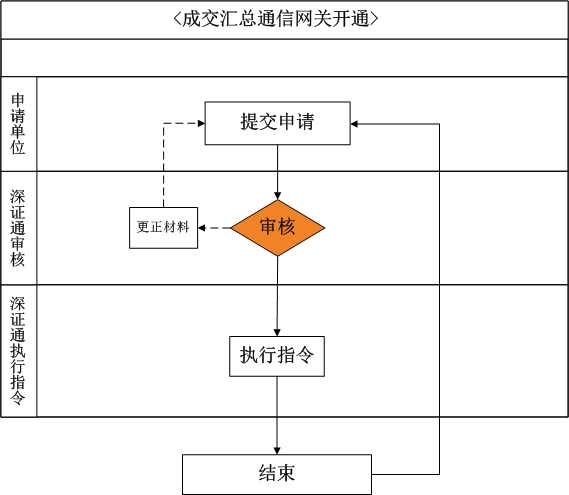 <成交汇总通信网关开通>
申请单位
提交申请
深证通审核
更正材料
审核
深证通执行指令
执行指令
结束